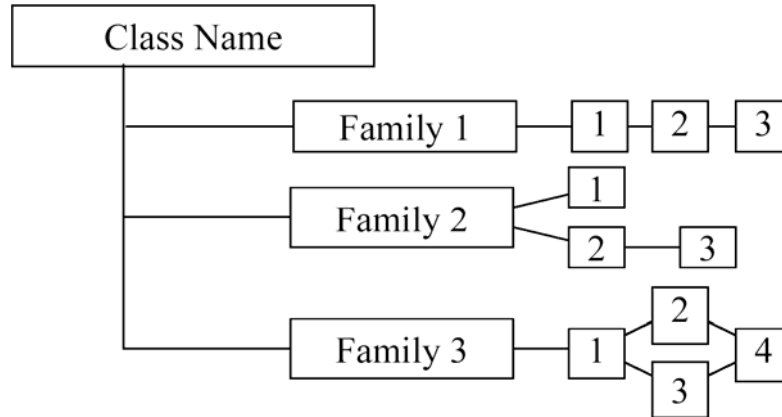 Class Name
Family 1 1 2 3
1
Family 2
2 3
2
Family 3 1 4
3